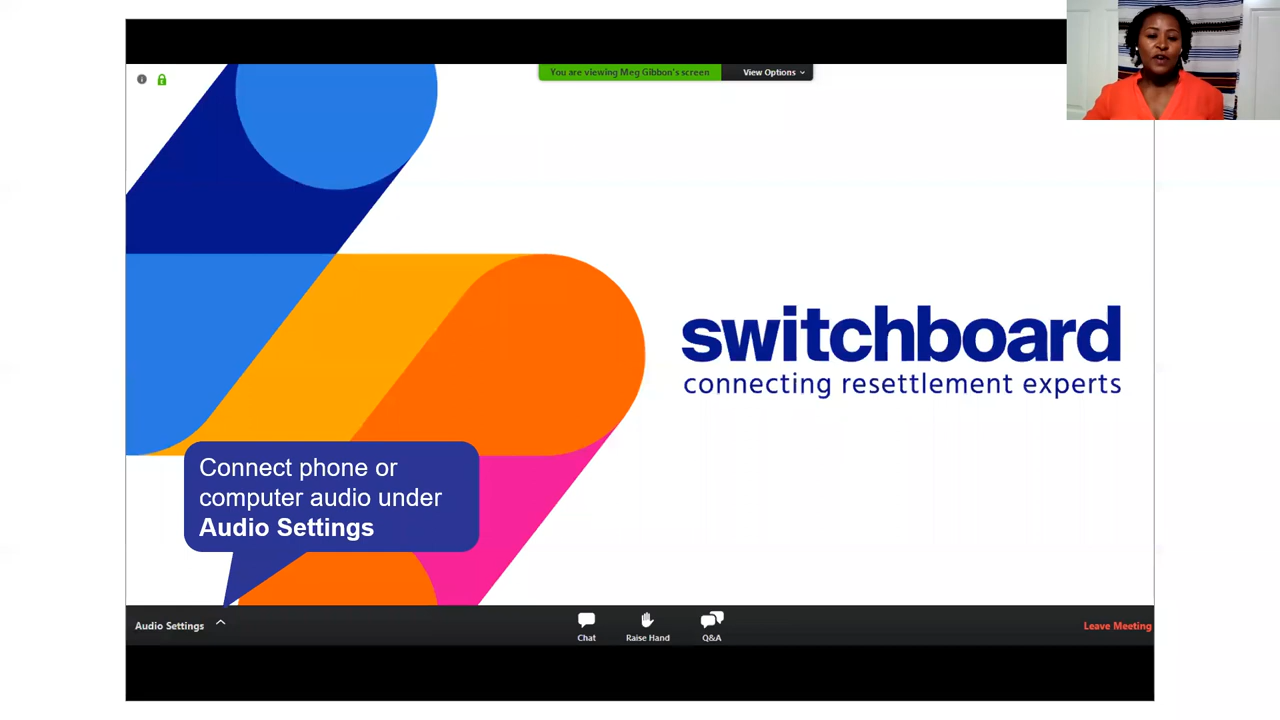 You are viewing Meg Gibbon's screen
View Options
switchboard
connecting resettlement experts
Connect phone or
computer audio under
Audio Settings
Audio Settings
Chat
Raise Hand
Q&A
Leave Meeting